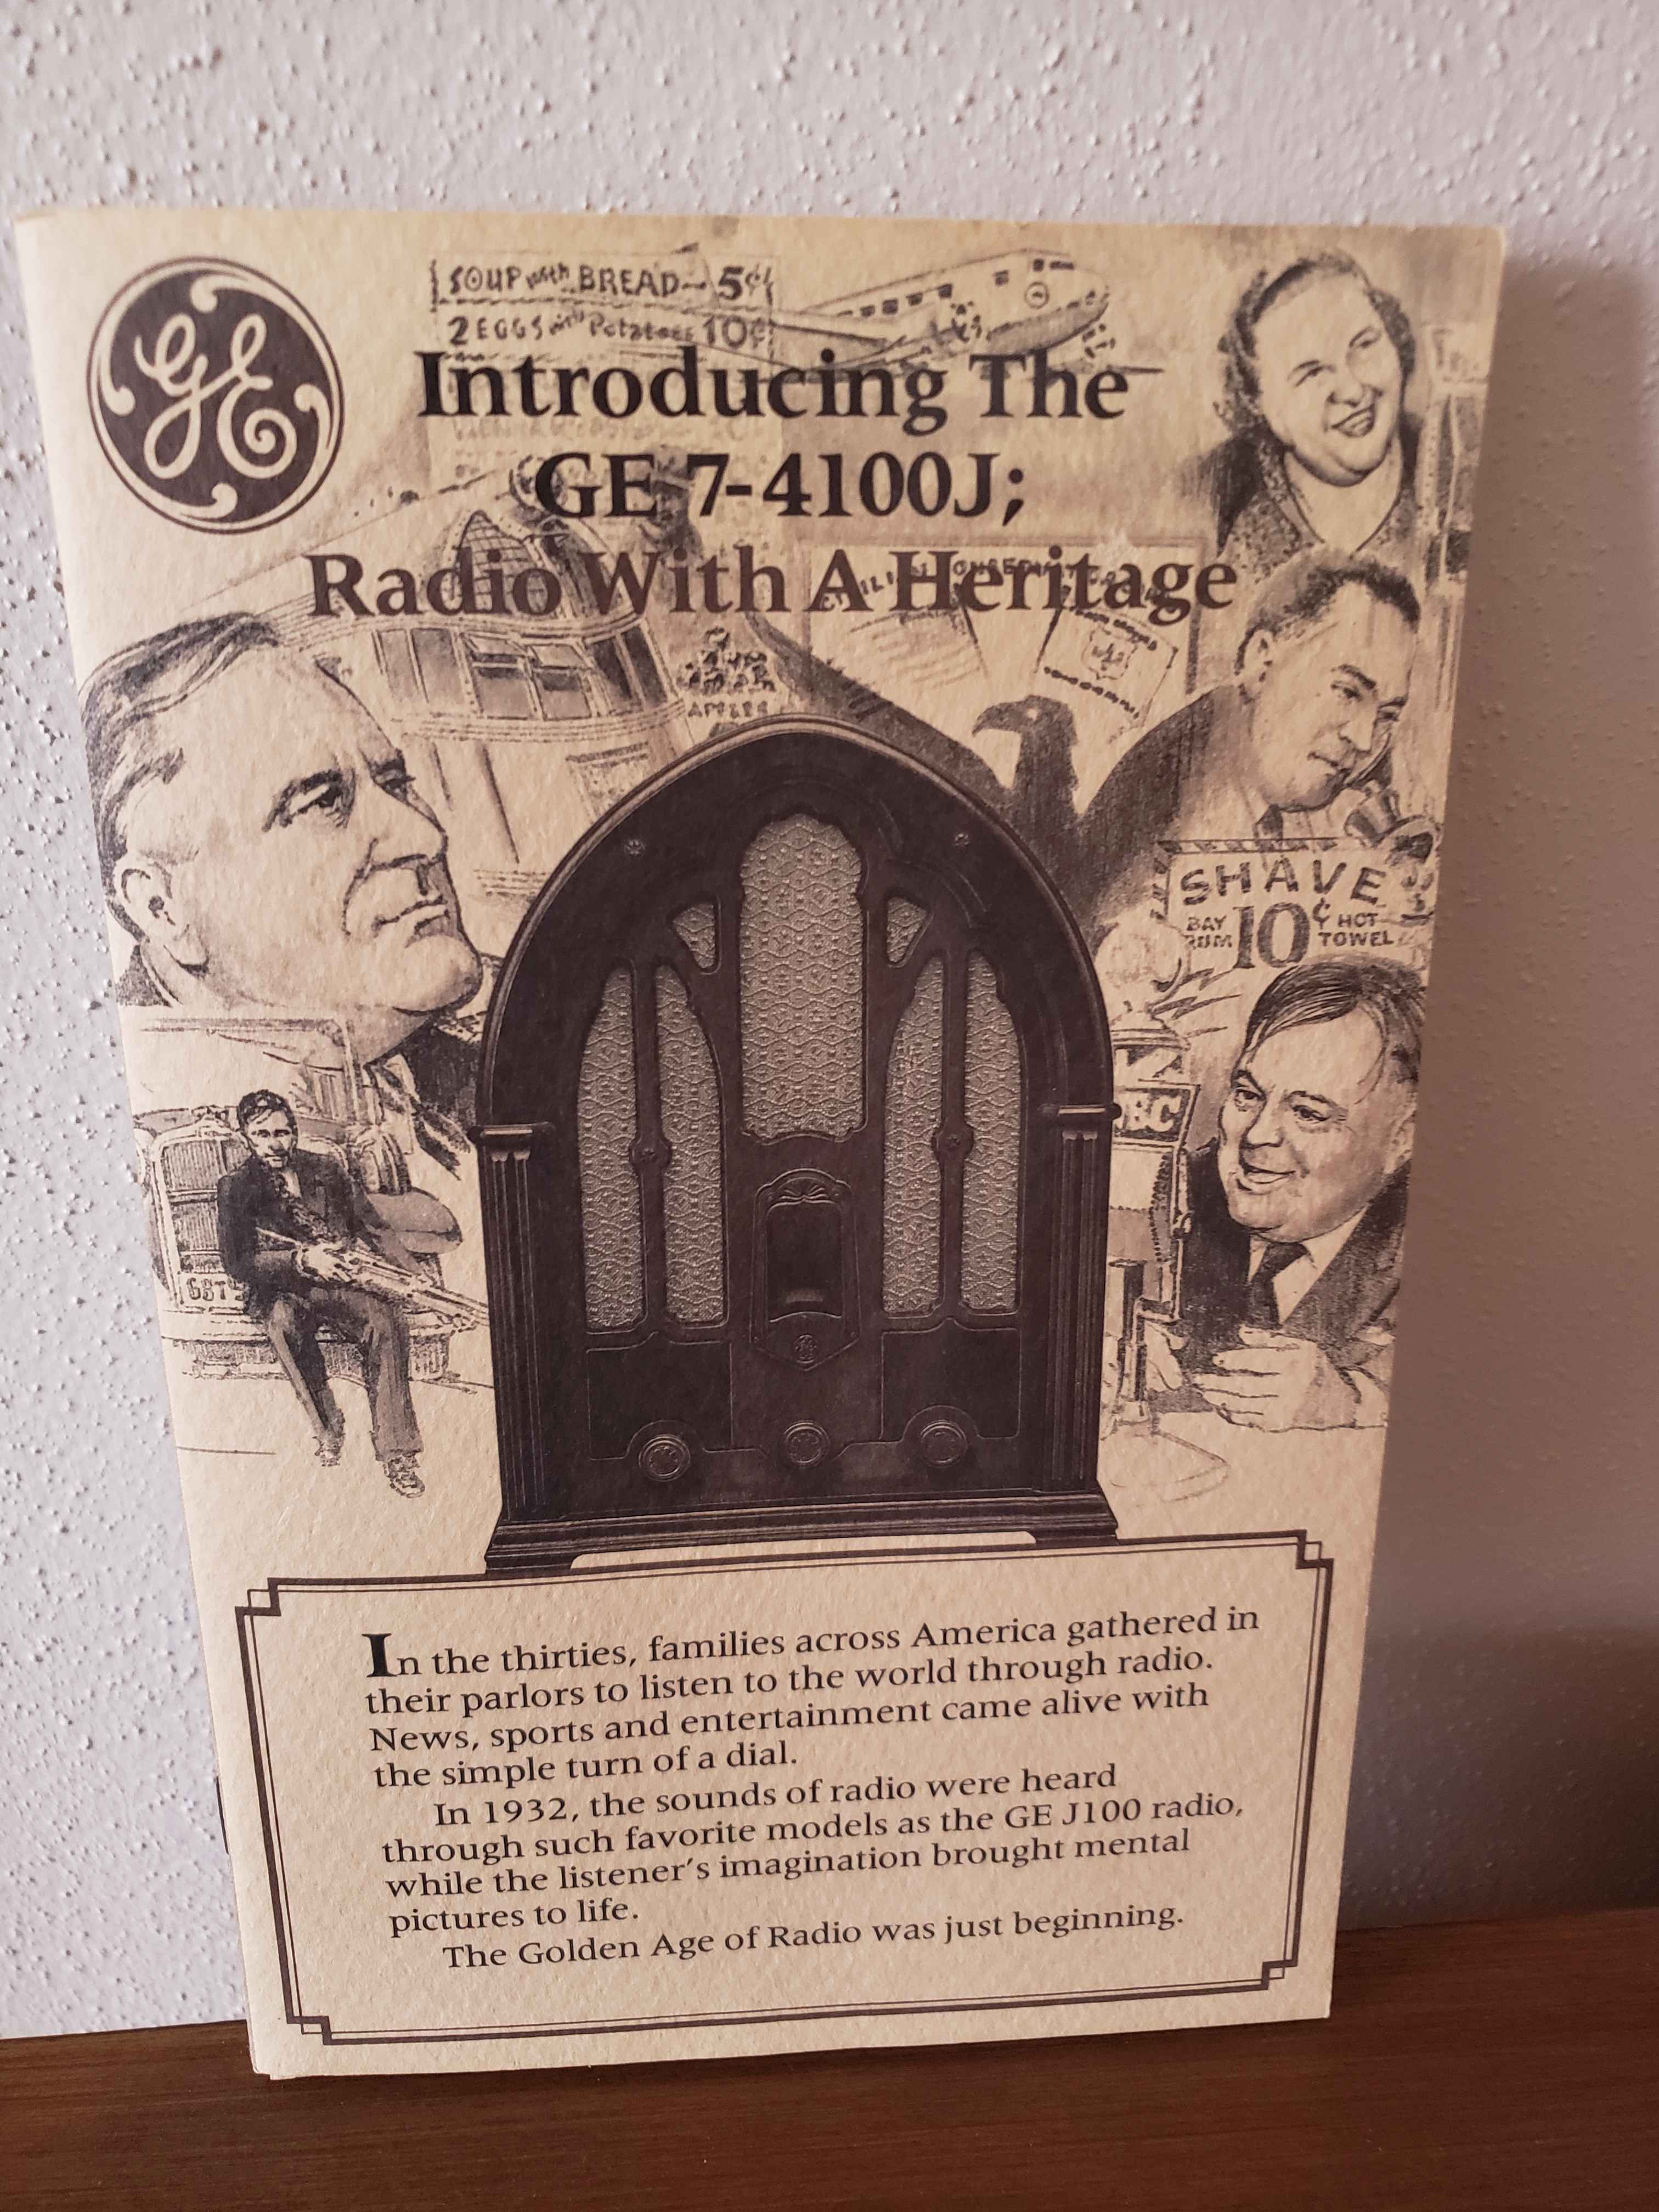 GE
SOUP with BREAD - 5¢
2 EGGS with Potatoes 10¢
Introducing The
GE 7-4100J;
Radio With A Heritage
APPLES
SHAVE
BAY RUM 10¢ HOT TOWEL
BC
In the thirties, families across America gathered in
their parlors to listen to the world through radio.
News, sports and entertainment came alive with
the simple turn of a dial.
In 1932, the sounds of radio were heard
through such favorite models as the GE J100 radio,
while the listener's imagination brought mental
pictures to life.
The Golden Age of Radio was just beginning.